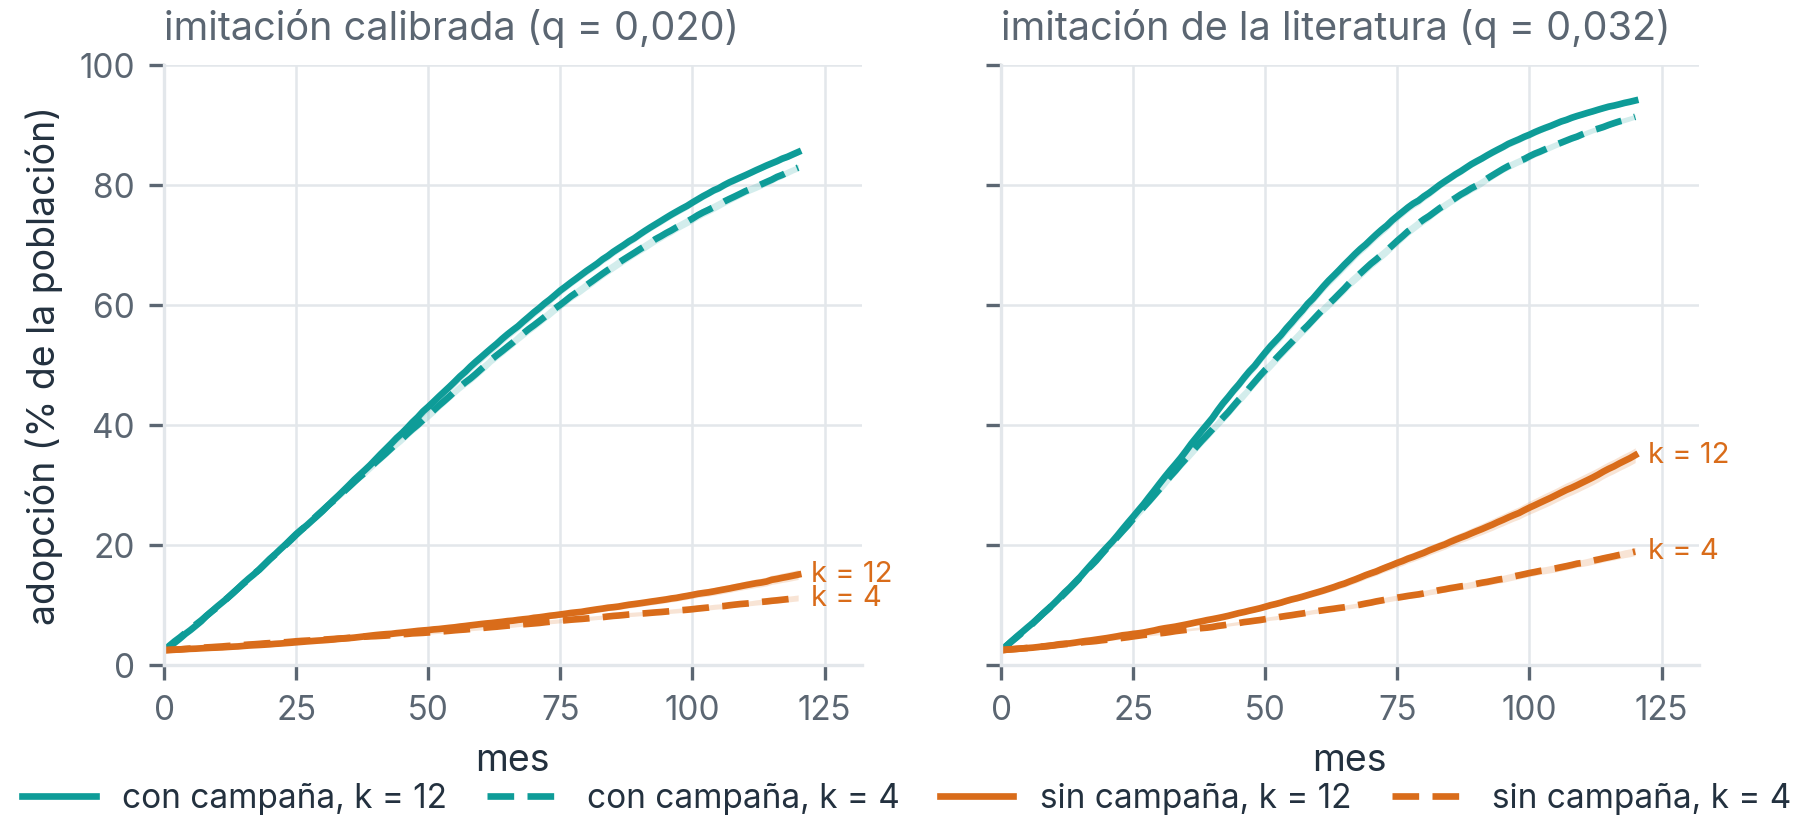 imitación calibrada (q = 0,020)
imitación de la literatura (q = 0,032)
adopción (% de la población)
100
80
60
40
20
0
k = 12
k = 4
k = 12
k = 4
0 25 50 75 100 125
0 25 50 75 100 125
mes
mes
con campaña, k = 12
con campaña, k = 4
sin campaña, k = 12
sin campaña, k = 4